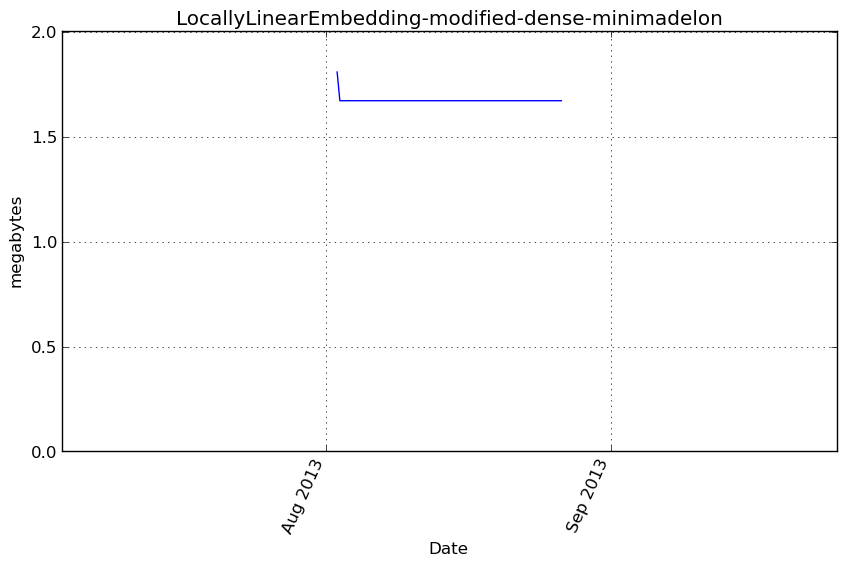 LocallyLinearEmbedding-modified-dense-minimadelon
2.0
1.5
1.0
0.5
0.0
megabytes
Aug 2013
Sep 2013
Date